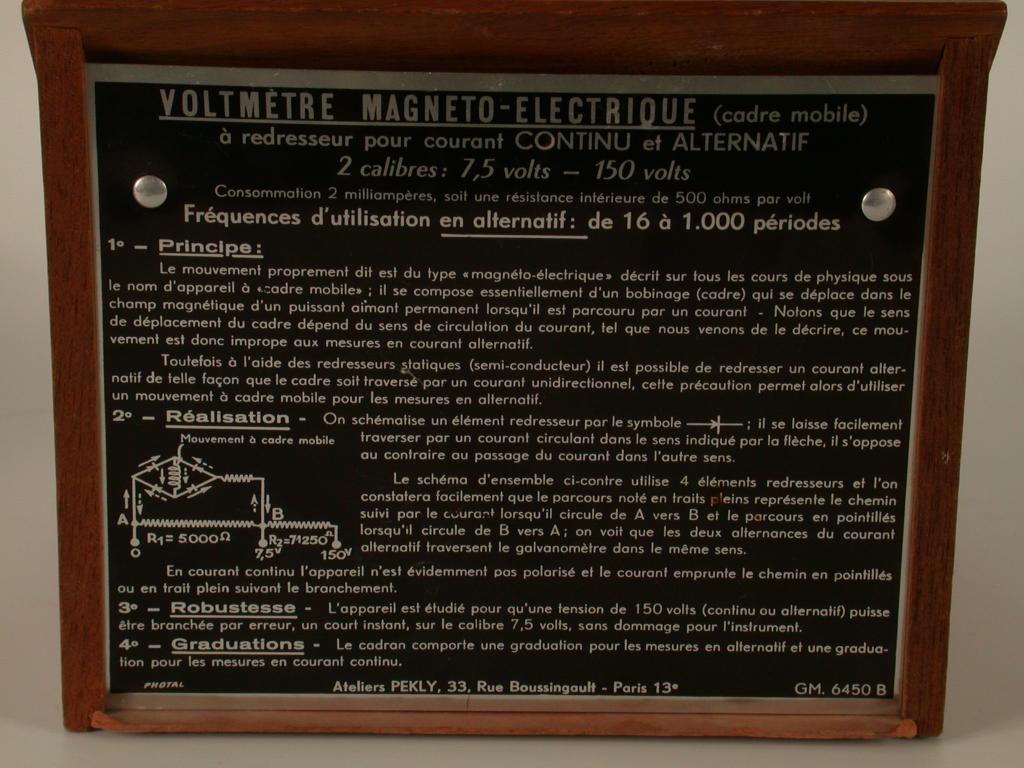 VOLTMÈTRE MAGNETO-ELECTRIQUE (cadre mobile)
à redresseur pour courant CONTINU et ALTERNATIF
2 calibres: 7,5 volts — 150 volts
Consommation 2 milliampères, soit une résistance intérieure de 500 ohms par volt
Fréquences d'utilisation en alternatif: de 16 à 1.000 périodes
1º — Principe:
Le mouvement proprement dit est du type «magnéto-électrique» décrit sur tous les cours de physique sous
le nom d'appareil à «cadre mobile» ; il se compose essentiellement d'un bobinage (cadre) qui se déplace dans le
champ magnétique d'un puissant aimant permanent lorsqu'il est parcouru par un courant - Notons que le sens
de déplacement du cadre dépend du sens de circulation du courant, tel que nous venons de le décrire, ce mou-
vement est donc impropre aux mesures en courant alternatif.
Toutefois à l'aide des redresseurs statiques (semi-conducteur) il est possible de redresser un courant alter-
natif de telle façon que le cadre soit traversé par un courant unidirectionnel, cette précaution permet alors d'utiliser
un mouvement à cadre mobile pour les mesures en alternatif.
2º — Réalisation - On schématise un élément redresseur par le symbole ; il se laisse facilement
traverser par un courant circulant dans le sens indiqué par la flèche, il s'oppose
au contraire au passage du courant dans l'autre sens.
Mouvement à cadre mobile
A
B
R1= 5000Ω
R2=71250Ω
0
7,5V
150V
Le schéma d'ensemble ci-contre utilise 4 éléments redresseurs et l'on
constatera facilement que le parcours noté en traits pleins représente le chemin
suivi par le courant lorsqu'il circule de A vers B et le parcours en pointillés
lorsqu'il circule de B vers A ; on voit que les deux alternances du courant
alternatif traversent le galvanomètre dans le même sens.
En courant continu l'appareil n'est évidemment pas polarisé et le courant emprunte le chemin en pointillés
ou en trait plein suivant le branchement.
3º — Robustesse - L'appareil est étudié pour qu'une tension de 150 volts (continu ou alternatif) puisse
être branchée par erreur, un court instant, sur le calibre 7,5 volts, sans dommage pour l'instrument.
4º — Graduations - Le cadran comporte une graduation pour les mesures en alternatif et une gradua-
tion pour les mesures en courant continu.
PHOTAL Ateliers PEKLY, 33, Rue Boussingault - Paris 13e GM. 6450 B